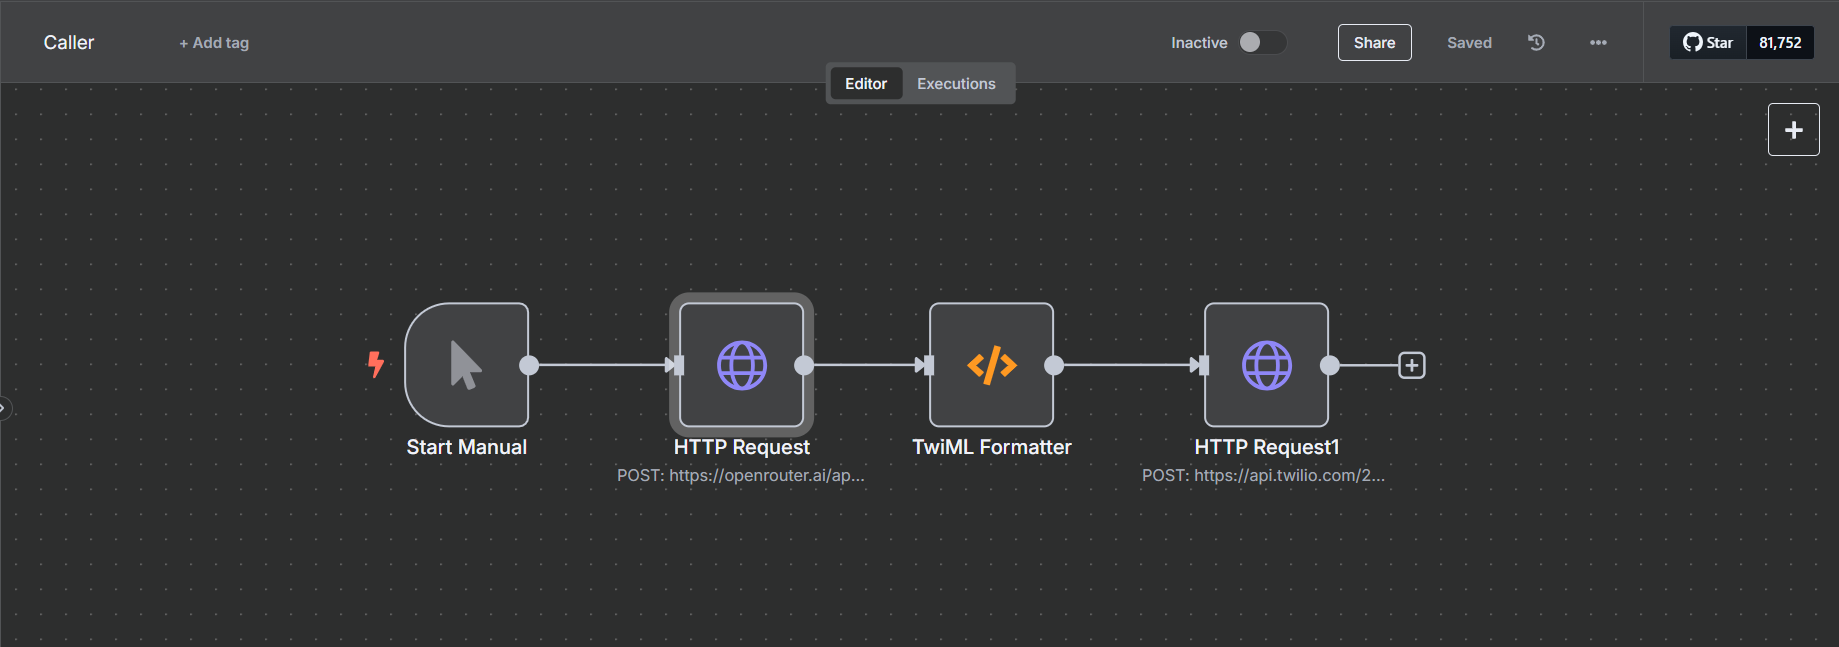 Caller
+ Add tag
Inactive
Share
Saved
Star
81,752
Editor
Executions
Start Manual
HTTP Request
POST: https://openrouter.ai/ap...
TwiML Formatter
HTTP Request1
POST: https://api.twilio.com/2...